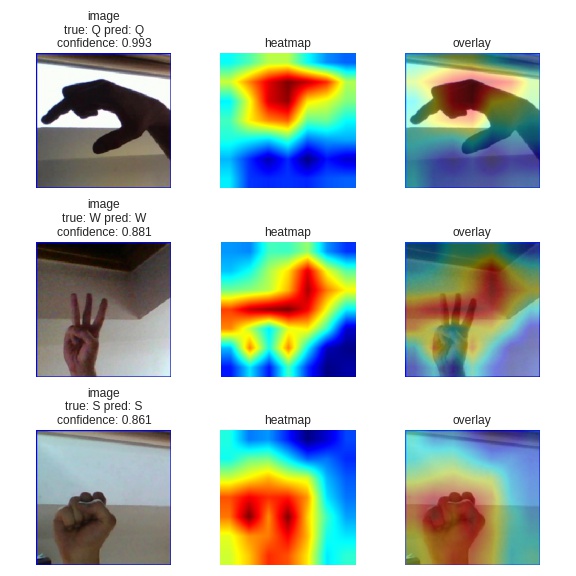 image
true: Q pred: Q
confidence: 0.993
heatmap
overlay
image
true: W pred: W
confidence: 0.881
heatmap
overlay
image
true: S pred: S
confidence: 0.861
heatmap
overlay